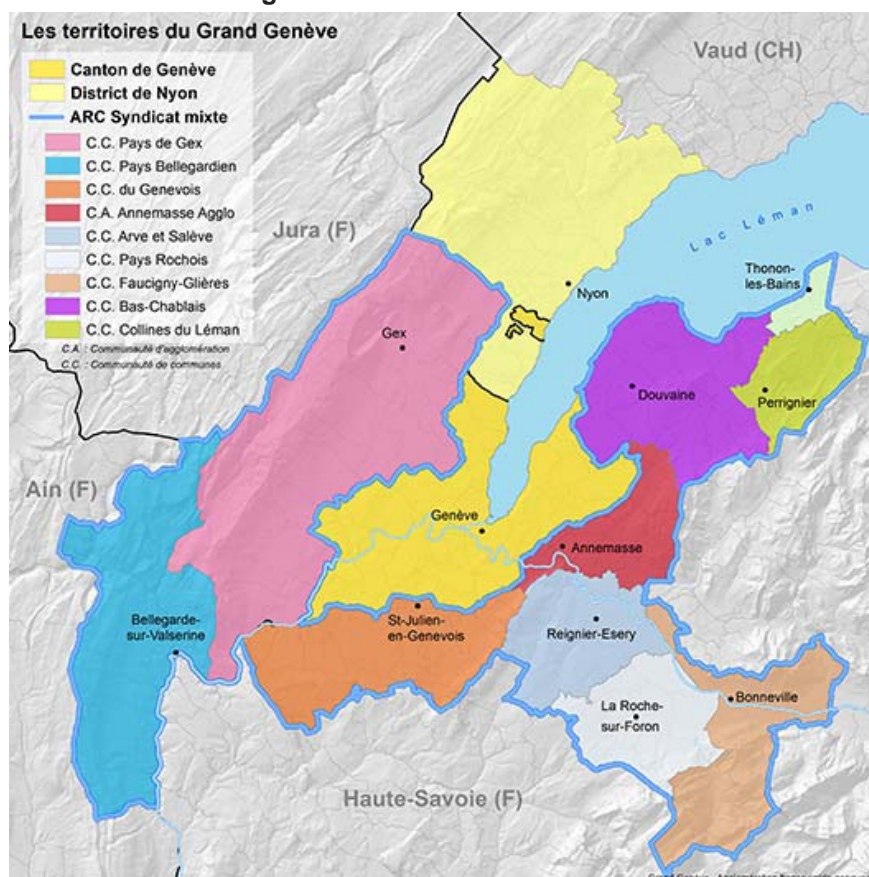 Les territoires du Grand Genève
Canton de Genève
District de Nyon
ARC Syndicat mixte
C.C. Pays de Gex
C.C. Pays Bellegardien
C.C. du Genevois
C.A. Annemasse Agglo
C.C. Arve et Salève
C.C. Pays Rochois
C.C. Faucigny-Glières
C.C. Bas-Chablais
C.C. Collines du Léman
C.A. : Communauté d'agglomération
C.C. : Communauté de communes
Vaud (CH)
Jura (F)
Lac Léman
Thonon-
les-Bains
Nyon
Gex
Douvaine
Perrignier
Ain (F)
Genève
Annemasse
Bellegarde-
sur-Valserine
St-Julien-
en-Genevois
Reignier-Esery
La Roche-
sur-Foron
Bonneville
Haute-Savoie (F)